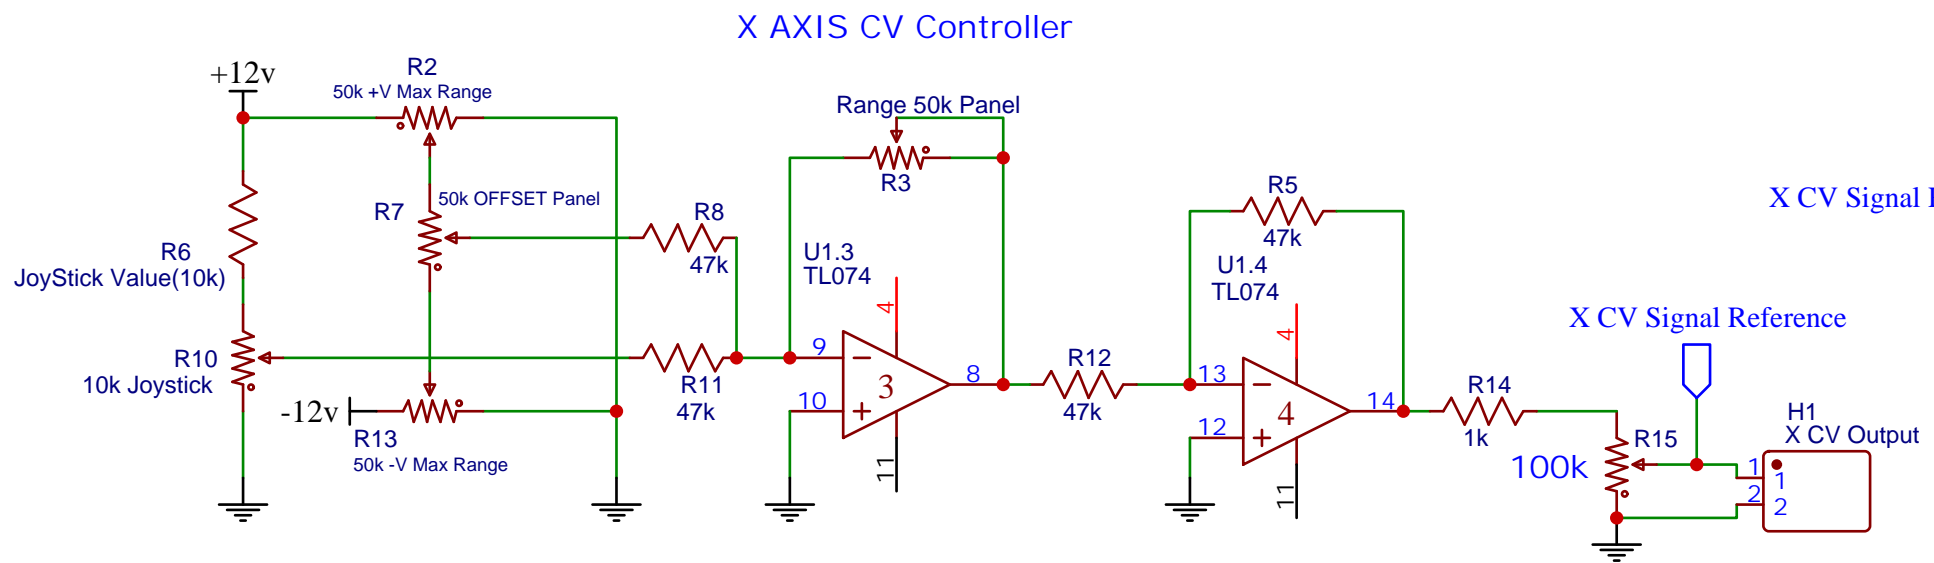 X AXIS CV Controller
+12v
R2
50k +V Max Range
Range 50k Panel
R3
R7
50k OFFSET Panel
R8
47k
R6
JoyStick Value(10k)
U1.3
TL074
4
R5
47k
U1.4
TL074
4
X CV Signal
X CV Signal Reference
R10
10k Joystick
R11
47k
9
10
3
8
11
R12
47k
13
12
4
14
11
R14
1k
R15
100k
H1
X CV Output
1
1
2
2
-12v
R13
50k -V Max Range